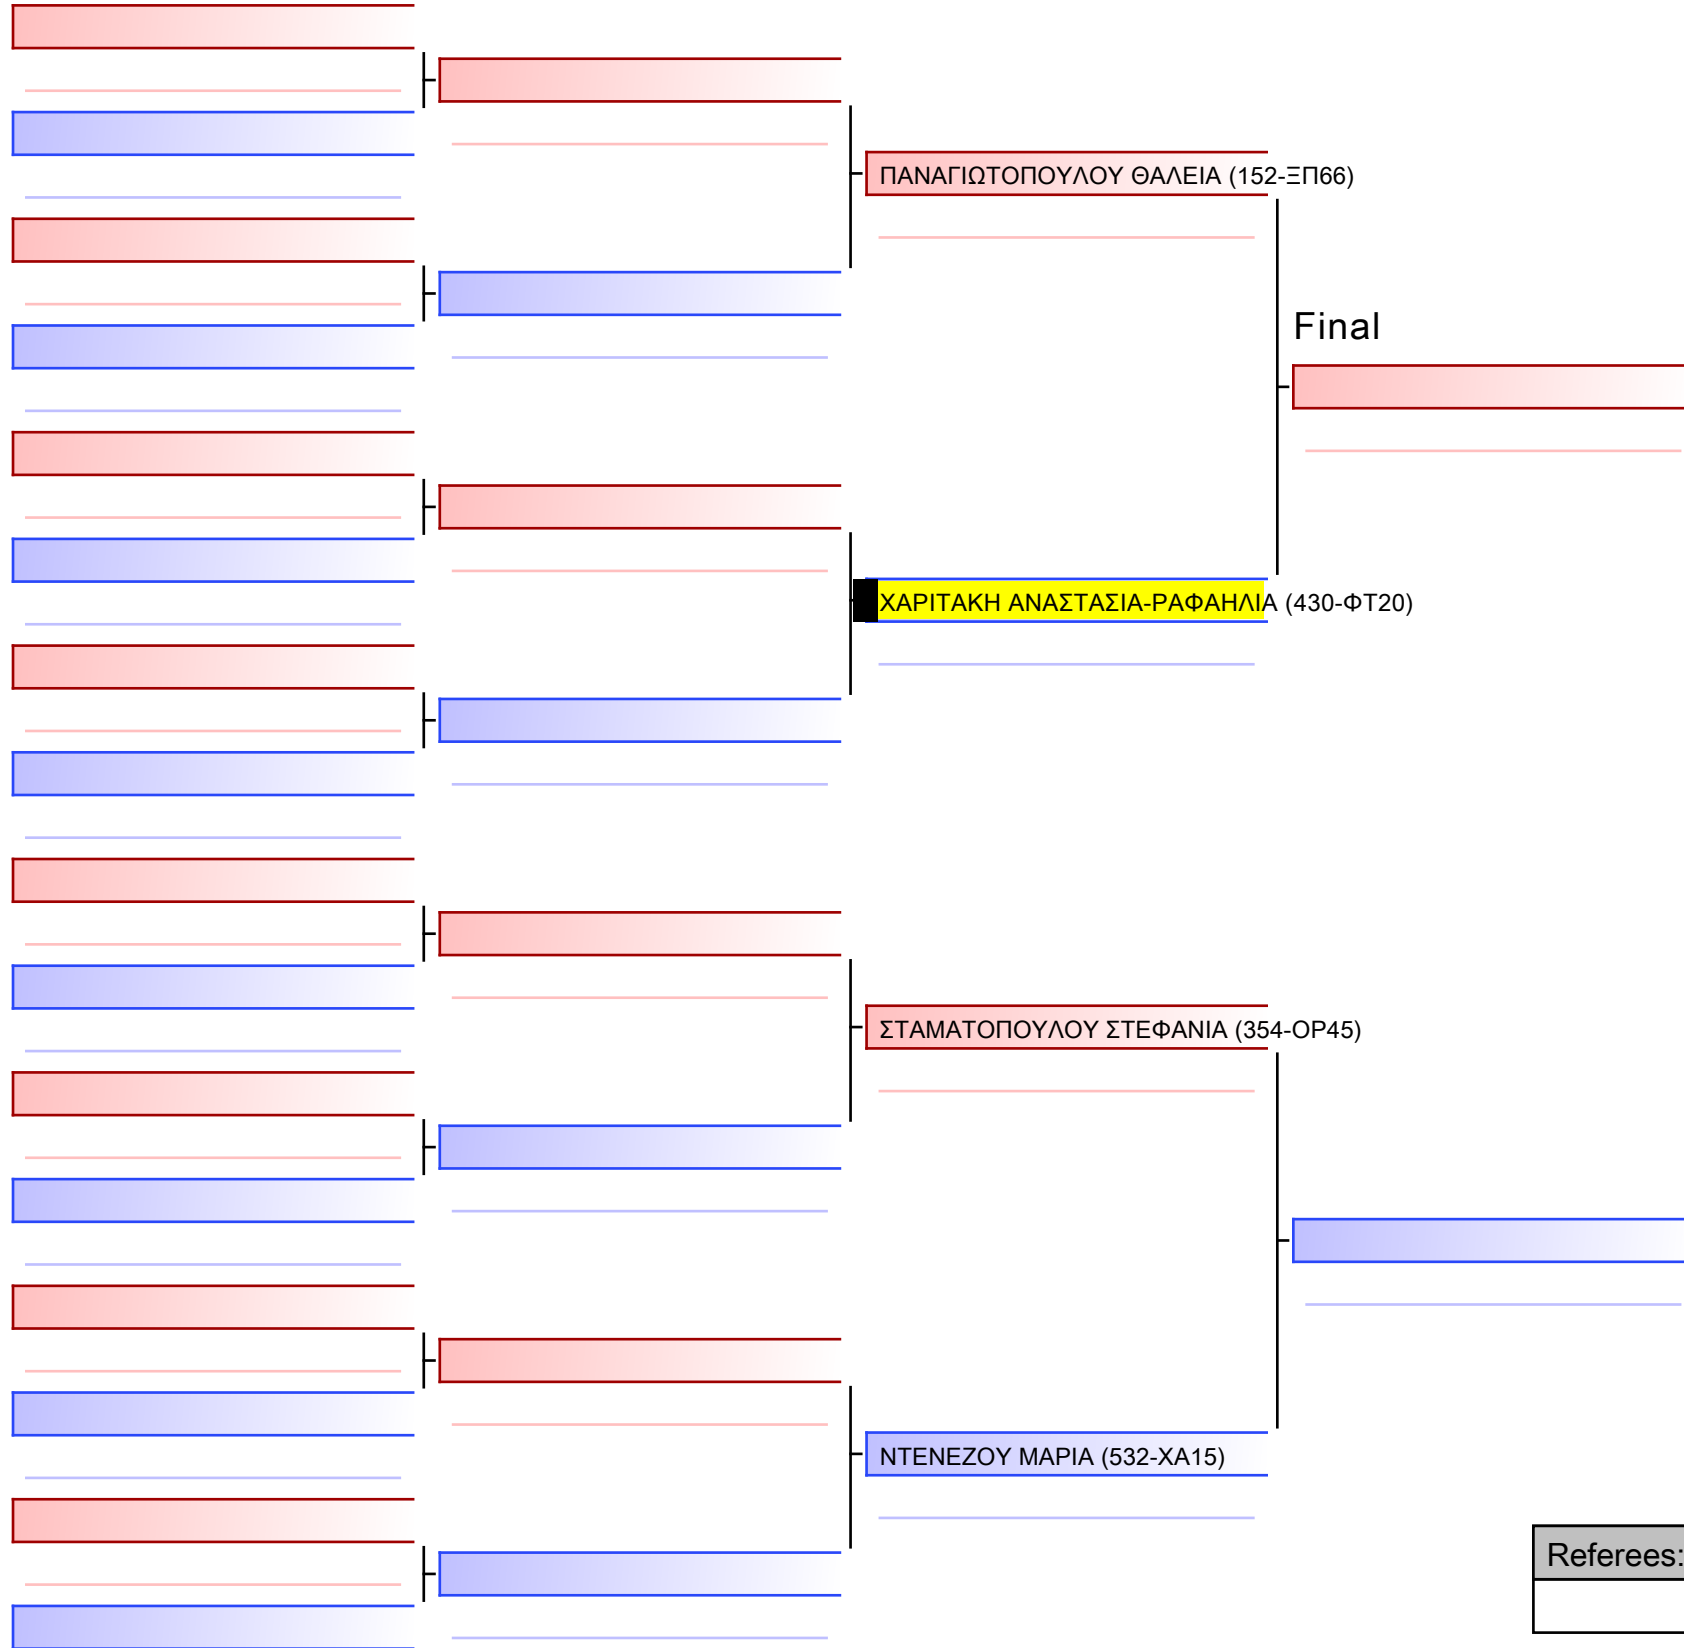 ΠΑΝΑΓΙΩΤΟΠΟΥΛΟΥ ΘΑΛΕΙΑ (152-ΞΠ66)
Final
ΧΑΡΙΤΑΚΗ ΑΝΑΣΤΑΣΙΑ-ΡΑΦΑΗΛΙΑ (430-ΦΤ20)
ΣΤΑΜΑΤΟΠΟΥΛΟΥ ΣΤΕΦΑΝΙΑ (354-ΟΡ45)
ΝΤΕΝΕΖΟΥ ΜΑΡΙΑ (532-ΧΑ15)
Referees: